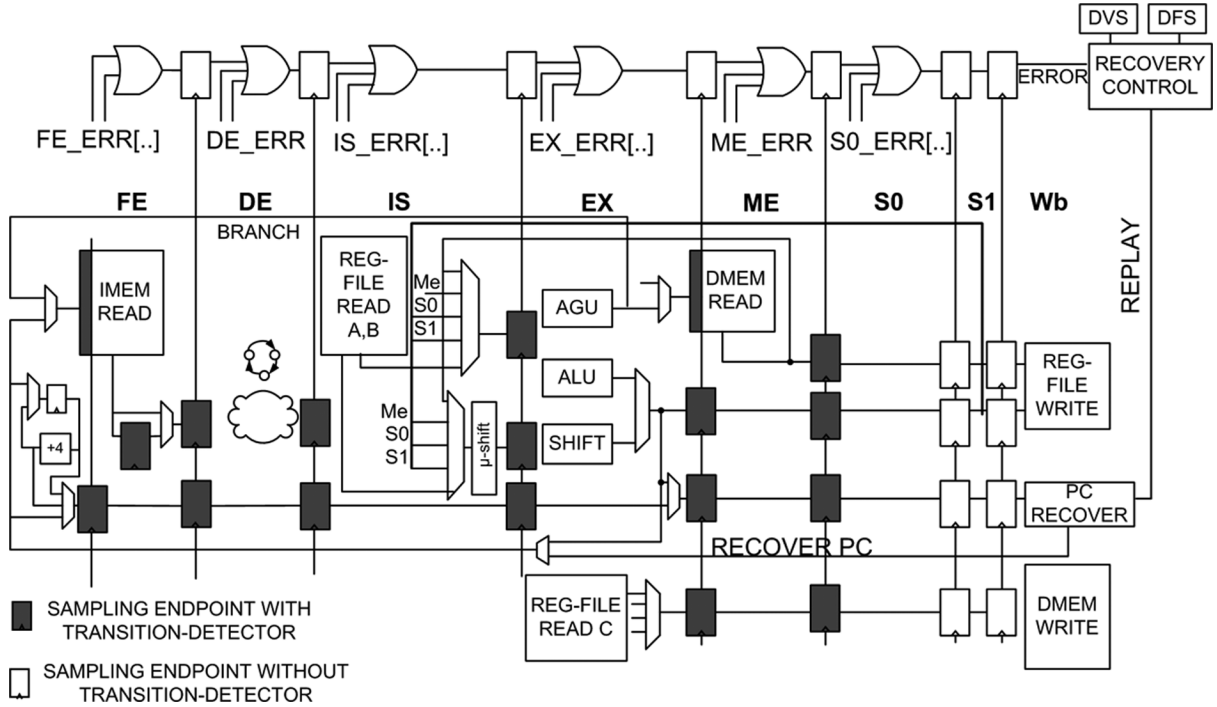 DVS DFS
ERROR
RECOVERY
CONTROL
FE_ERR[..] DE_ERR IS_ERR[..] EX_ERR[..] ME_ERR S0_ERR[..]
FE DE IS EX ME S0 S1 Wb
BRANCH
REPLAY
IMEM
READ
REG-
FILE
READ
A,B
Me
S0
S1
AGU
DMEM
READ
ALU
REG-
FILE
WRITE
Me
S0
S1
μ-shift
SHIFT
+4
PC
RECOVER
RECOVER PC
REG-FILE
READ C
DMEM
WRITE
SAMPLING ENDPOINT WITH
TRANSITION-DETECTOR
SAMPLING ENDPOINT WITHOUT
TRANSITION-DETECTOR